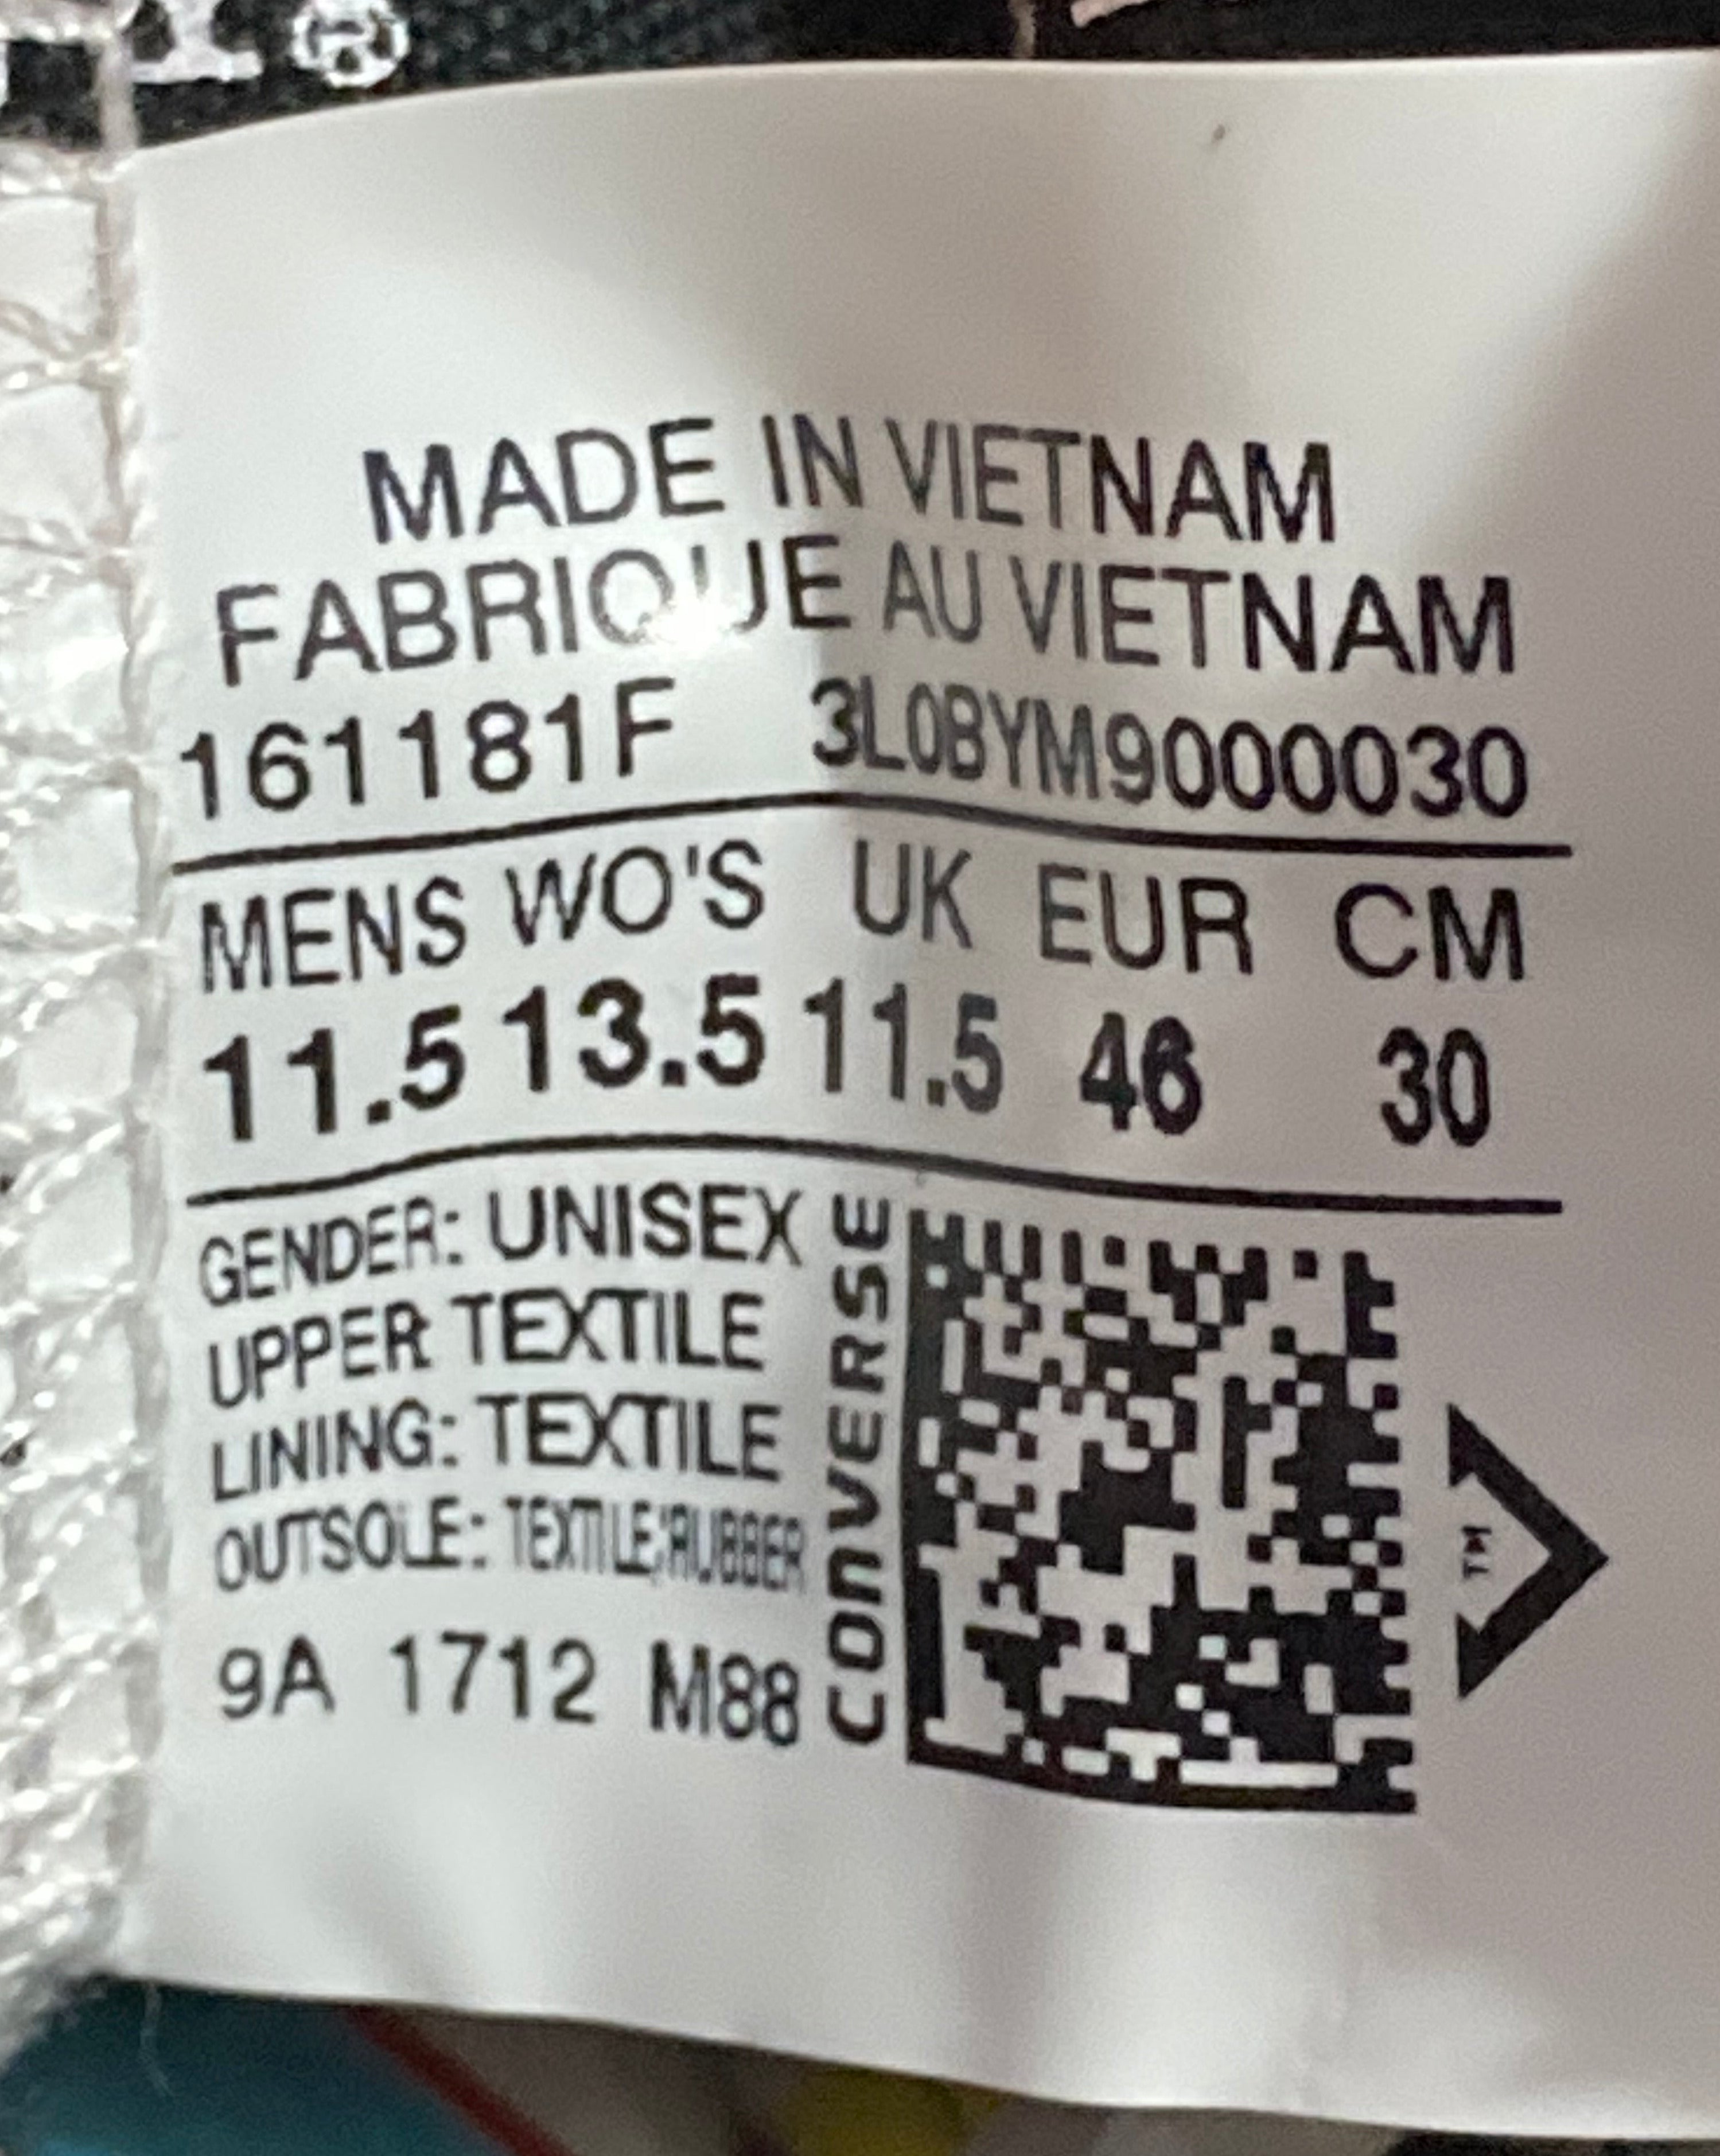 MADE IN VIETNAM
FABRIQUE AU VIETNAM
161181F 3L0BYM9000030
MENS WO'S UK EUR CM
11.5 13.5 11.5 46 30
GENDER: UNISEX
UPPER TEXTILE
LINING: TEXTILE
OUTSOLE: TEXTILE/RUBBER
9A 1712 M88
CONVERSE
TM